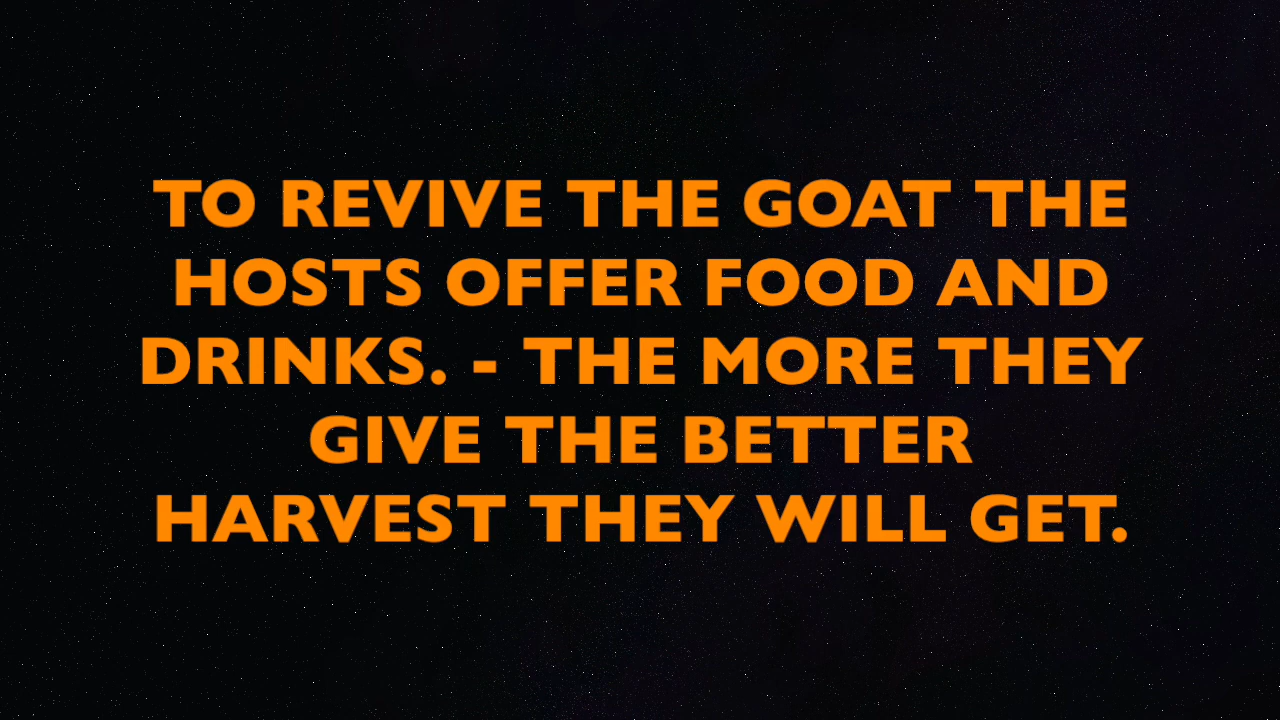 TO REVIVE THE GOAT THE
HOSTS OFFER FOOD AND
DRINKS. - THE MORE THEY
GIVE THE BETTER
HARVEST THEY WILL GET.